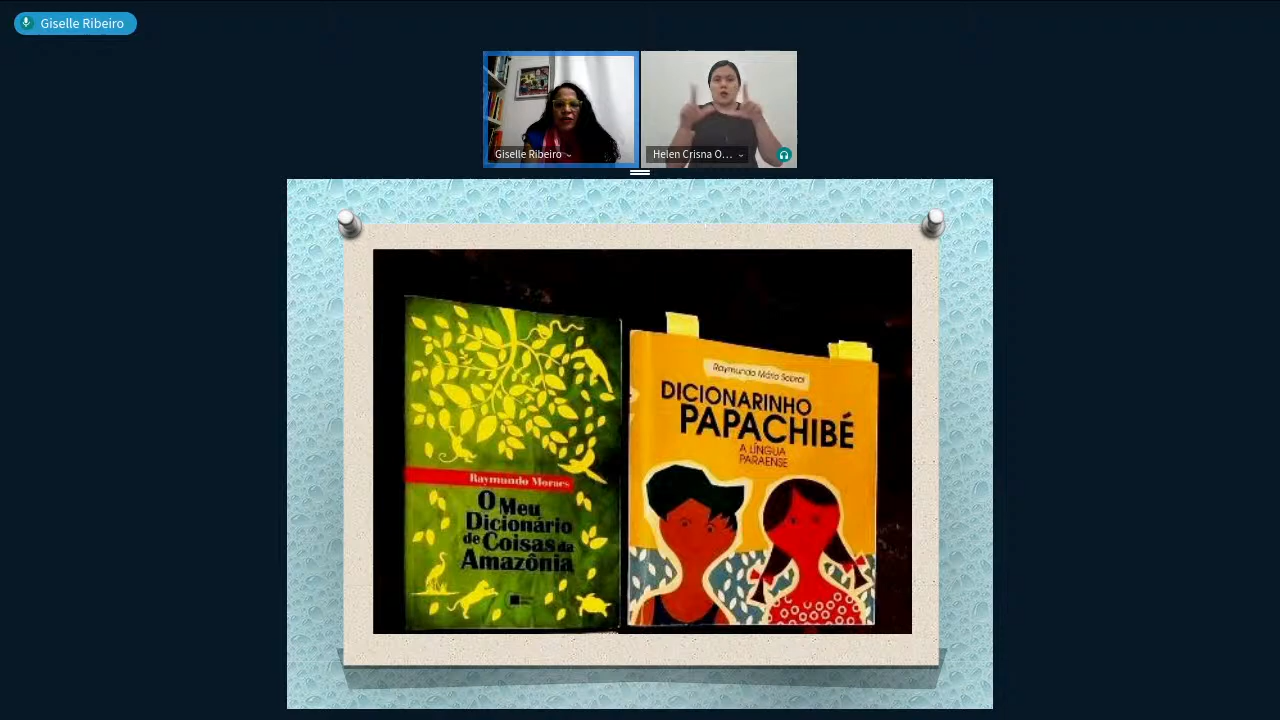 Giselle Ribeiro
Giselle Ribeiro
Helen Crisna O...
Raymundo Moraes
O Meu
Dicionário
de Coisas da
Amazônia
Raymundo Mário Sobral
DICIONARINHO
PAPACHIBÉ
A LÍNGUA
PARAENSE